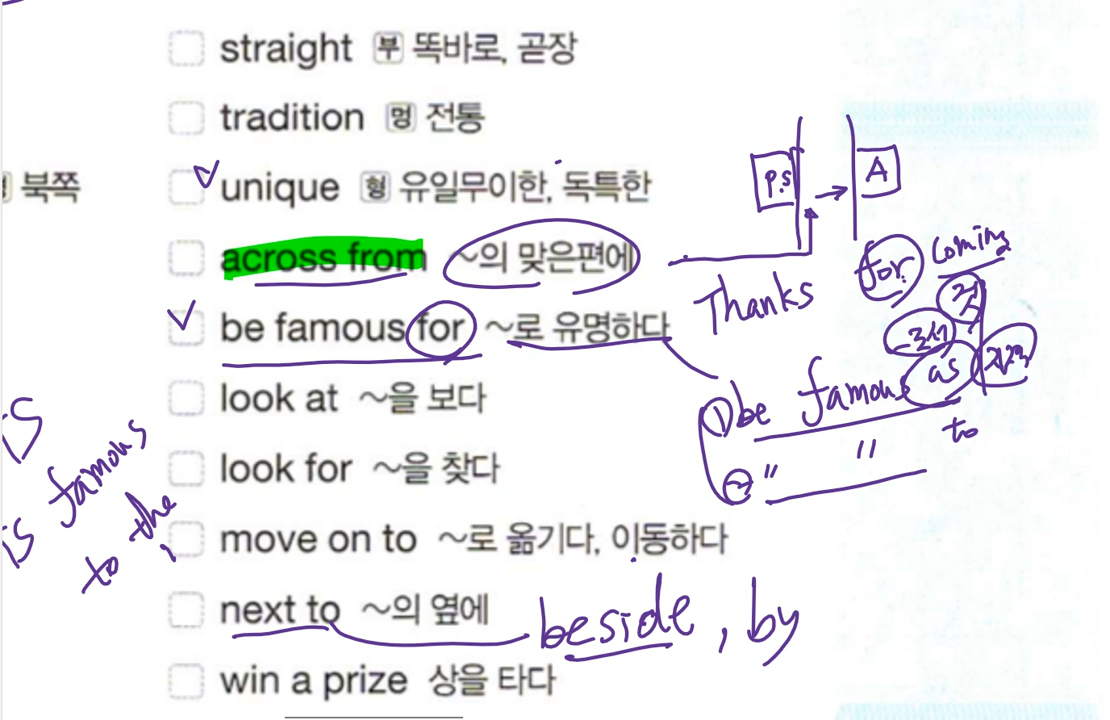 straight 부 똑바로, 곧장
tradition 명 전통
북쪽
unique 형 유일무이한, 독특한
P.S
A
across from ~의 맞은편에
Thanks for coming
be famous for ~로 유명하다
로서
① be famous as
look at ~을 보다
to
is
② " "
look for ~을 찾다
is famous
to the
move on to ~로 옮기다, 이동하다
next to ~의 옆에
beside, by
win a prize 상을 타다